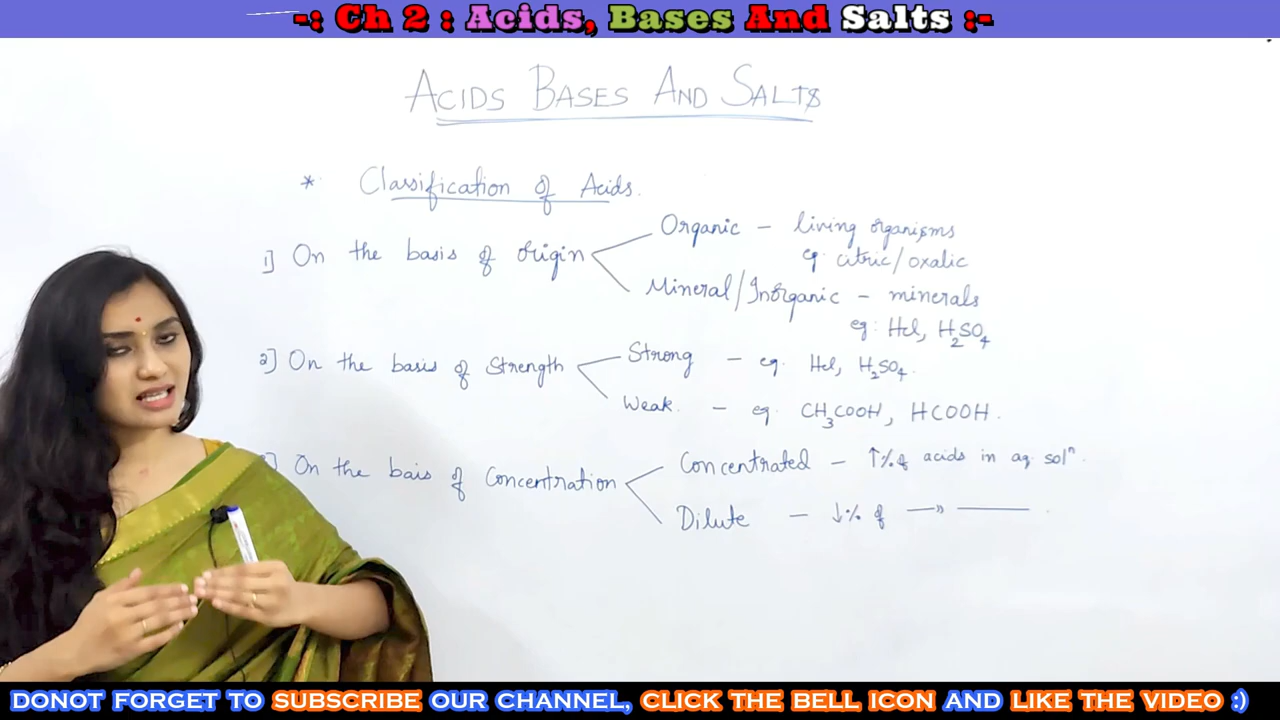 -: Ch 2 : Acids, Bases And Salts :-
ACIDS BASES AND SALTS
* Classification of Acids.
1] On the basis of origin
Organic - living organisms
eg. citric/oxalic
Mineral/Inorganic - minerals
eg: Hcl, H2SO4
2] On the basis of Strength
Strong - eg. Hcl, H2SO4.
Weak. - eg. CH3COOH, HCOOH.
On the bais of Concentration
Concentrated - ↑% of acids in aq. solⁿ.
Dilute - ↓% of —〃—
DONOT FORGET TO SUBSCRIBE OUR CHANNEL, CLICK THE BELL ICON AND LIKE THE VIDEO :)